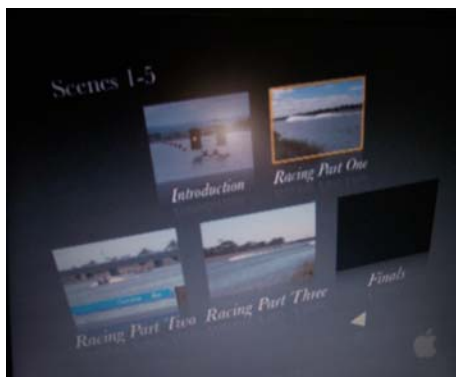 Scenes 1-5
Introduction
Racing Part One
Racing Part Two
Racing Part Three
Finals